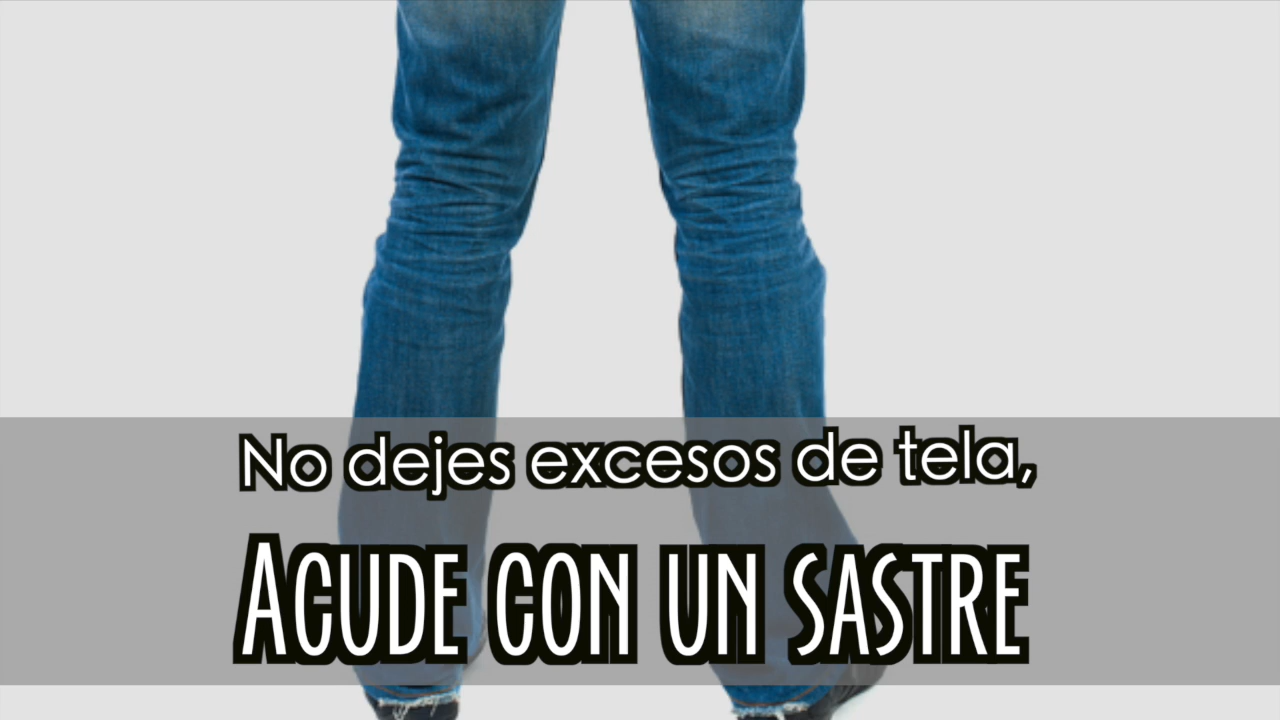 No dejes excesos de tela,
Acude con un sastre